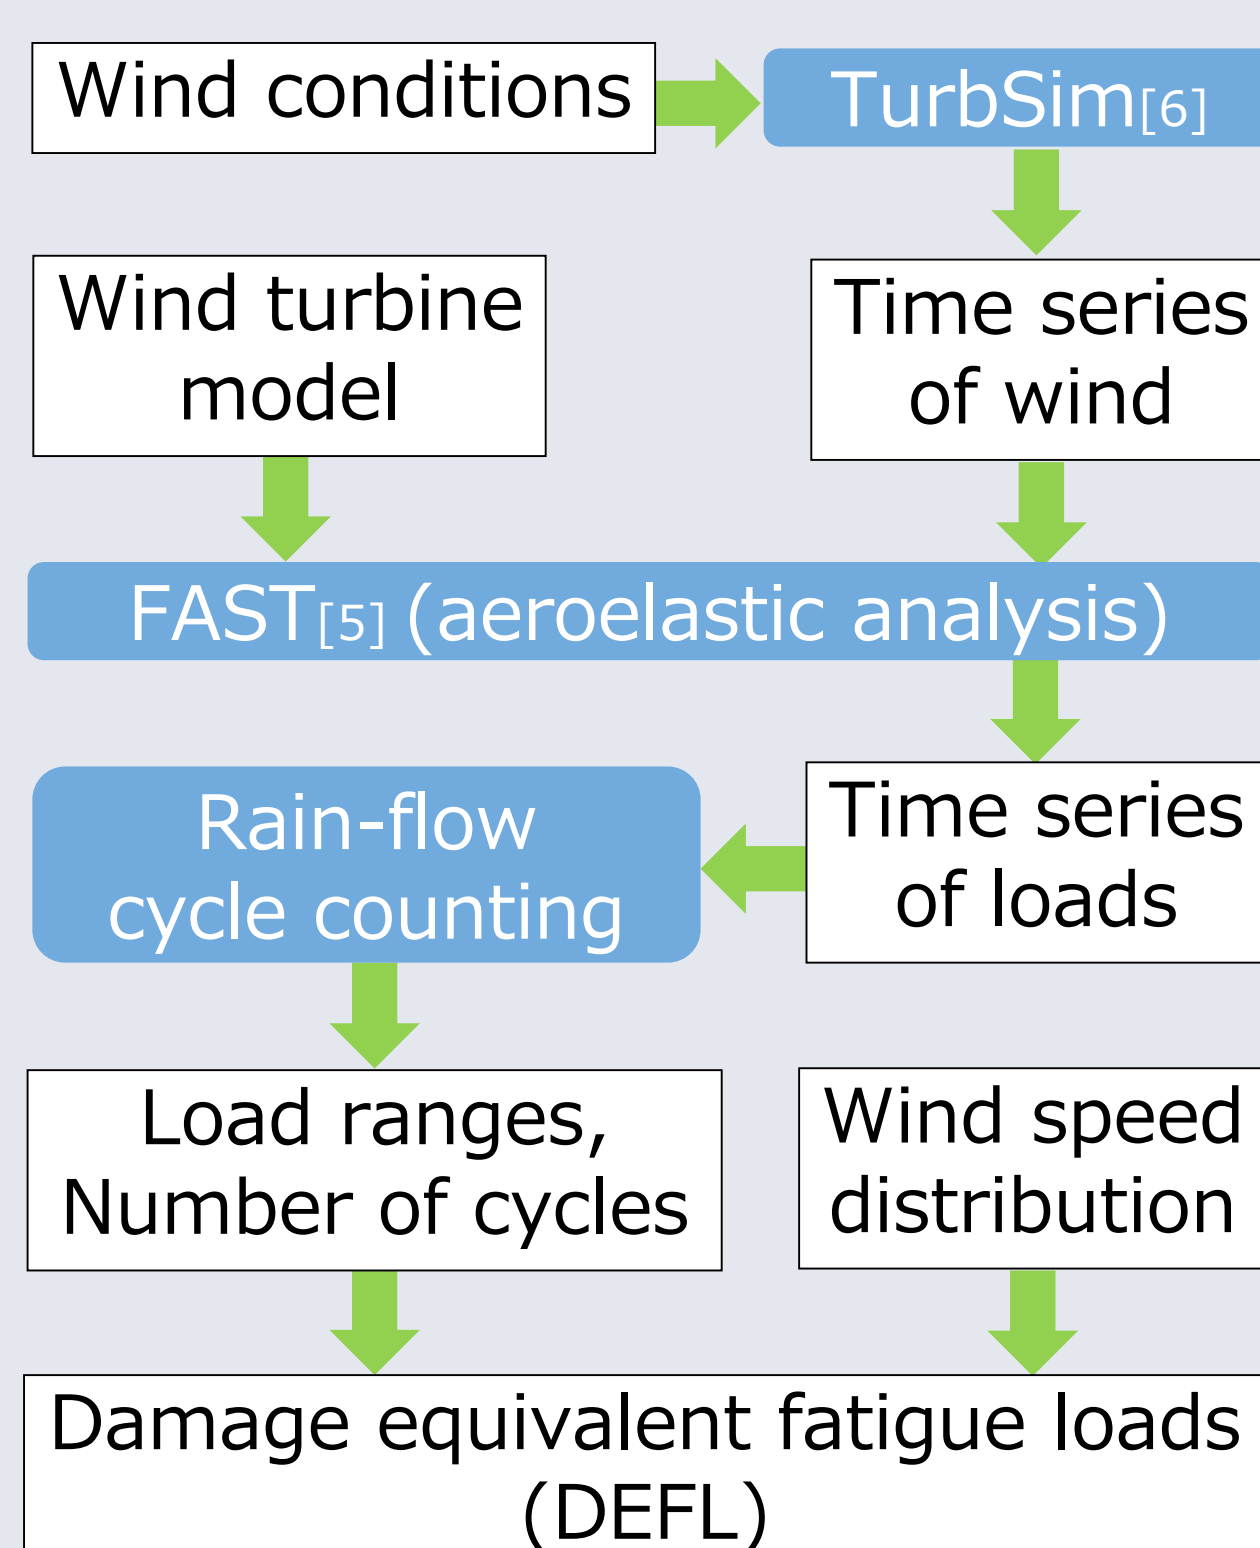 Wind conditions
TurbSim[6]
Wind turbine
model
Time series
of wind
FAST[5] (aeroelastic analysis)
Rain-flow
cycle counting
Time series
of loads
Load ranges,
Number of cycles
Wind speed
distribution
Damage equivalent fatigue loads
(DEFL)